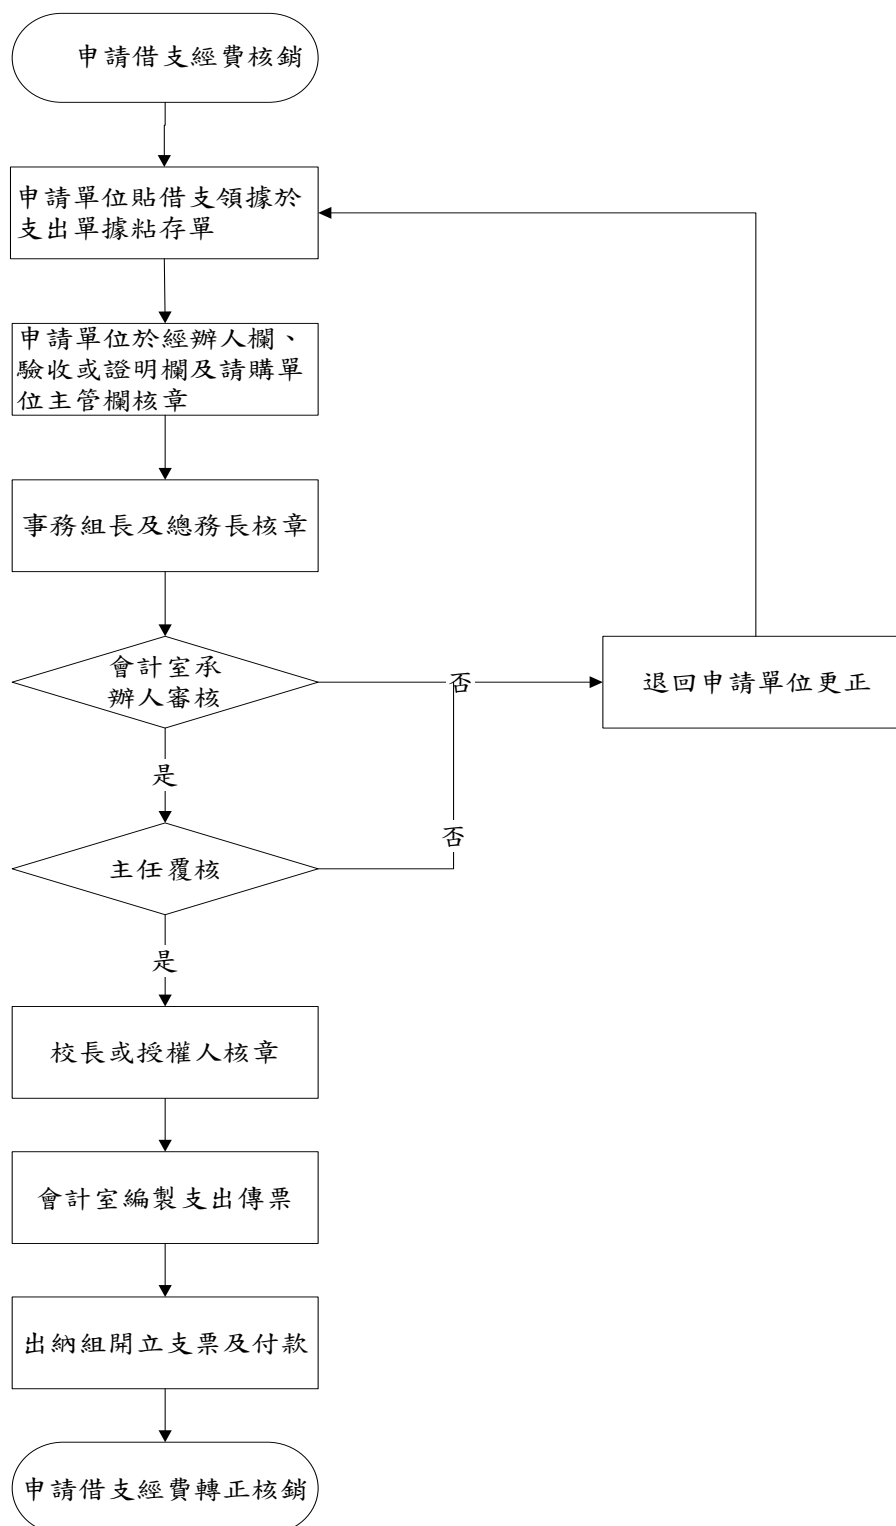 申請借支經費核銷
申請單位貼借支領據於
支出單據粘存單
申請單位於經辦人欄、
驗收或證明欄及請購單
位主管欄核章
事務組長及總務長核章
會計室承
辦人審核
否
退回申請單位更正
是
否
主任覆核
是
校長或授權人核章
會計室編製支出傳票
出納組開立支票及付款
申請借支經費轉正核銷